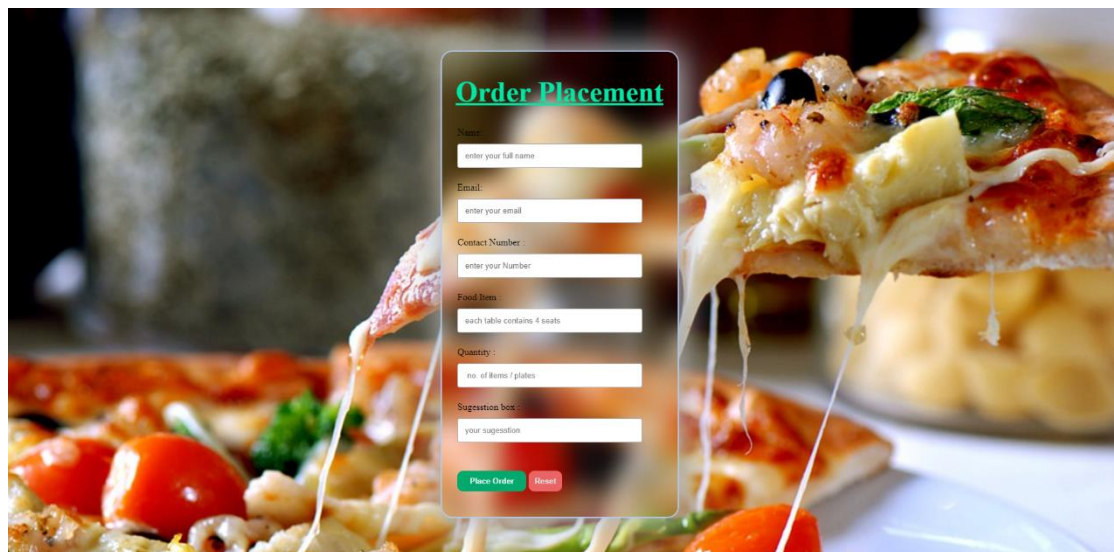 Order Placement
Name:
enter your full name
Email:
enter your email
Contact Number :
enter your Number
Food Item :
each table contains 4 seats
Quantity :
no. of items / plates
Sugesstion box :
your sugesstion
Place Order Reset